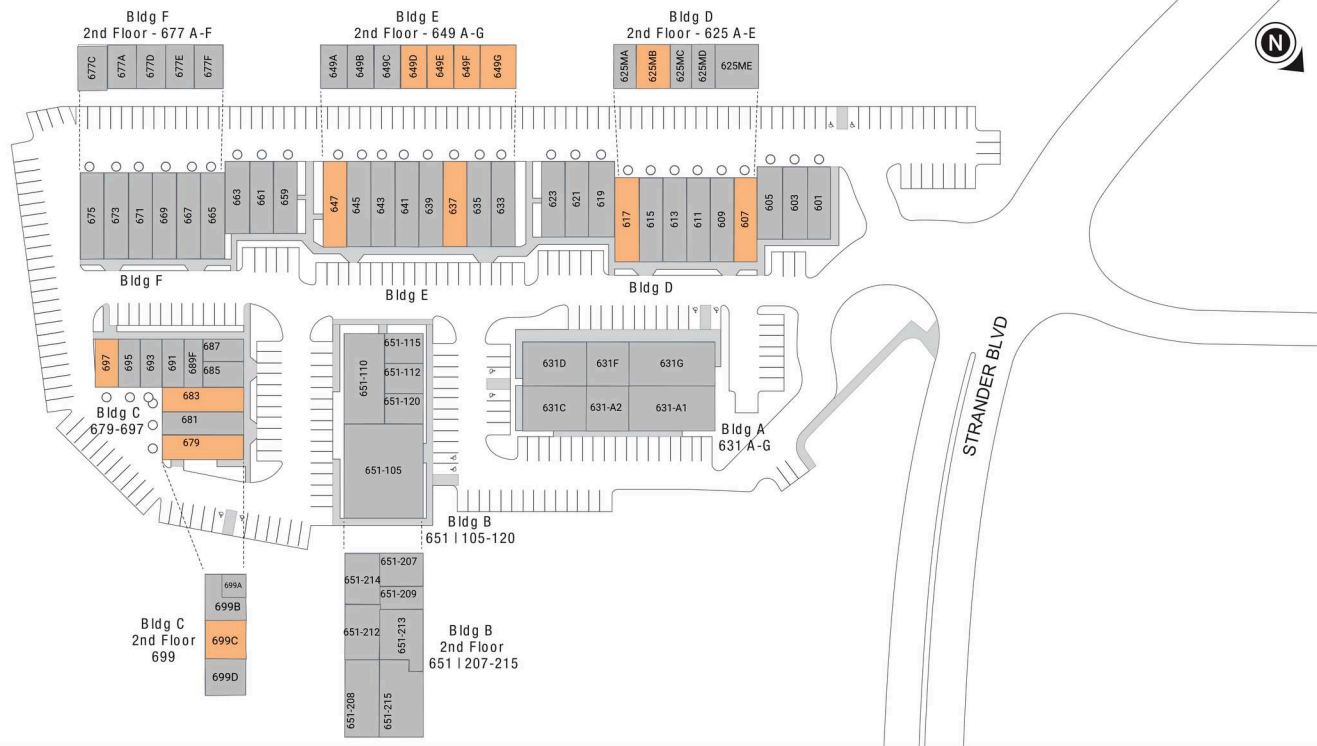 Bldg F
2nd Floor - 677 A-F
Bldg E
2nd Floor - 649 A-G
Bldg D
2nd Floor - 625 A-E
N
677C
677A
677D
677E
677F
649A
649B
649C
649D
649E
649F
649G
625MA
625MB
625MC
625MD
625ME
675
673
671
669
667
665
663
661
659
647
645
643
641
639
637
635
633
623
621
619
617
615
613
611
609
607
605
603
601
Bldg F
Bldg E
Bldg D
697
695
693
691
689F
687
685
683
681
679
Bldg C
679-697
651-110
651-115
651-112
651-120
651-105
631D
631F
631G
631C
631-A2
631-A1
Bldg A
631 A-G
STRANDER BLVD
Bldg B
651 | 105-120
699A
699B
699C
699D
Bldg C
2nd Floor
699
651-214
651-207
651-209
651-212
651-213
651-208
651-215
Bldg B
2nd Floor
651 | 207-215